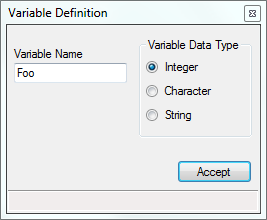 Variable Definition
Variable Name
Foo
Variable Data Type
Integer
Character
String
Accept